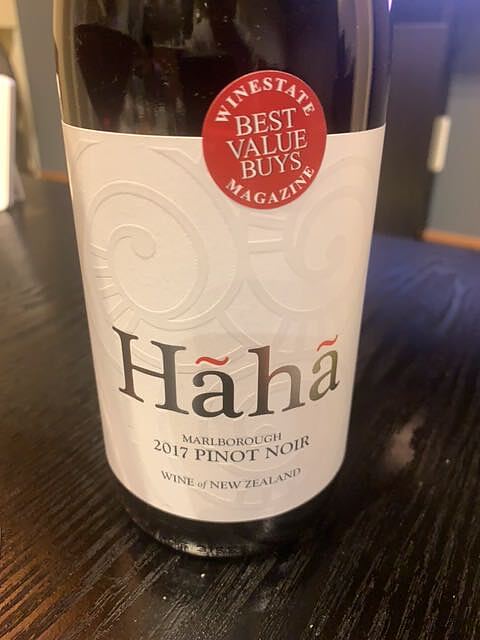 WINESTATE
BEST
VALUE
BUYS
MAGAZINE
Hãhã
MARLBOROUGH
2017 PINOT NOIR
WINE of NEW ZEALAND